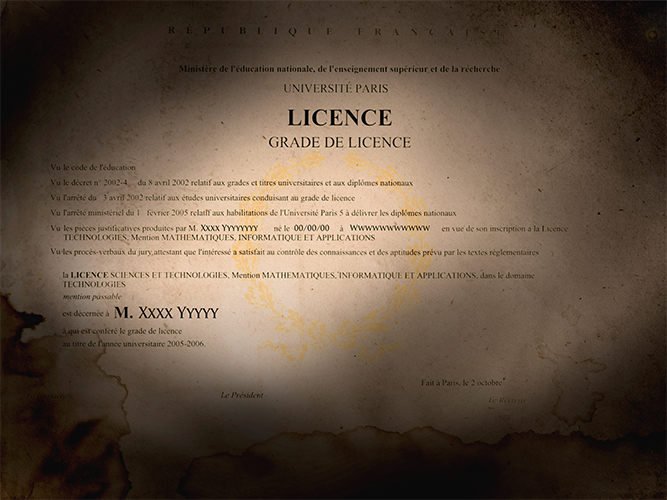 RÉPUBLIQUE FRANÇAISE
Ministère de l'éducation nationale, de l'enseignement supérieur et de la recherche
UNIVERSITÉ PARIS
LICENCE
GRADE DE LICENCE
Vu le code de l'éducation
Vu le décret n° 2002-4 du 8 avril 2002 relatif aux grades et titres universitaires et aux diplômes nationaux
Vu l'arrêté du 3 avril 2002 relatif aux études universitaires conduisant au grade de licence
Vu l'arrêté ministériel du 1 février 2005 relatif aux habilitations de l'Université Paris 5 à délivrer les diplômes nationaux
Vu les pièces justificatives produites par M. Xxxx Yyyyyyy né le 00/00/00 à Wwwwwwwwwww en vue de son inscription a la Licence
TECHNOLOGIES, Mention MATHEMATIQUES, INFORMATIQUE ET APPLICATIONS
Vu les procès-verbaux du jury attestant que l'intéressé a satisfait au contrôle des connaissances et des aptitudes prévu par les textes réglementaires
la LICENCE SCIENCES ET TECHNOLOGIES, Mention MATHEMATIQUES, INFORMATIQUE ET APPLICATIONS, dans le domaine
TECHNOLOGIES
mention passable
est décernée à M. Xxxx Yyyyy
à qui est conféré le grade de licence
au titre de l'année universitaire 2005-2006.
Fait à Paris, le 2 octobre
Le Président
Le Recteur